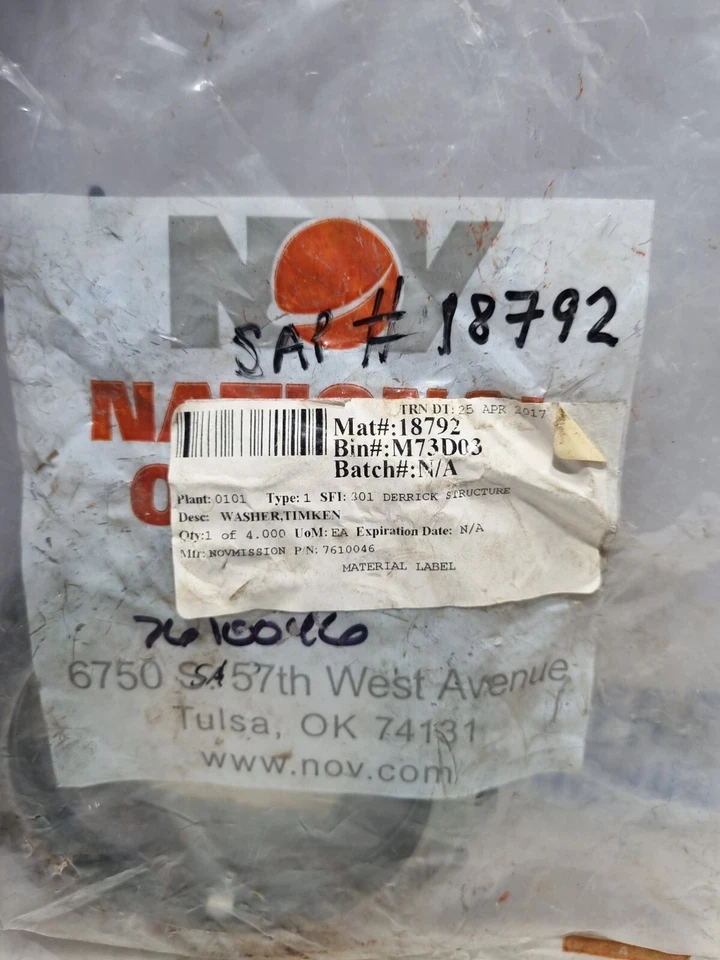 NOV
SAP # 18792
TRN DT: 25 APR 2017
Mat#:18792
Bin#:M73D03
Batch#:N/A
Plant: 0101 Type: 1 SFI: 301 DERRICK STRUCTURE
Desc: WASHER,TIMKEN
Qty:1 of 4.000 UoM: EA Expiration Date: N/A
Mfr: NOVMISSION P/N: 7610046
MATERIAL LABEL
7610046
6750 S 57th West Avenue
Tulsa, OK 74131
www.nov.com